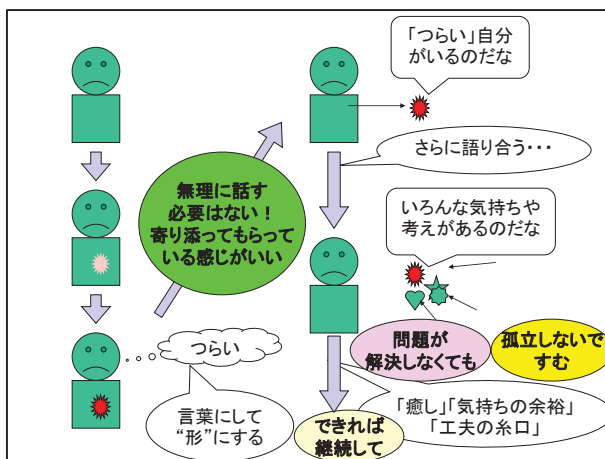 無理に話す
必要はない！
寄り添ってもらって
いる感じがいい
つらい
言葉にして
“形”にする
「つらい」自分
がいるのだな
さらに語り合う・・・
いろんな気持ちや
考えがあるのだな
問題が
解決しなくても
孤立しないで
すむ
「癒し」「気持ちの余裕」
「工夫の糸口」
できれば
継続して